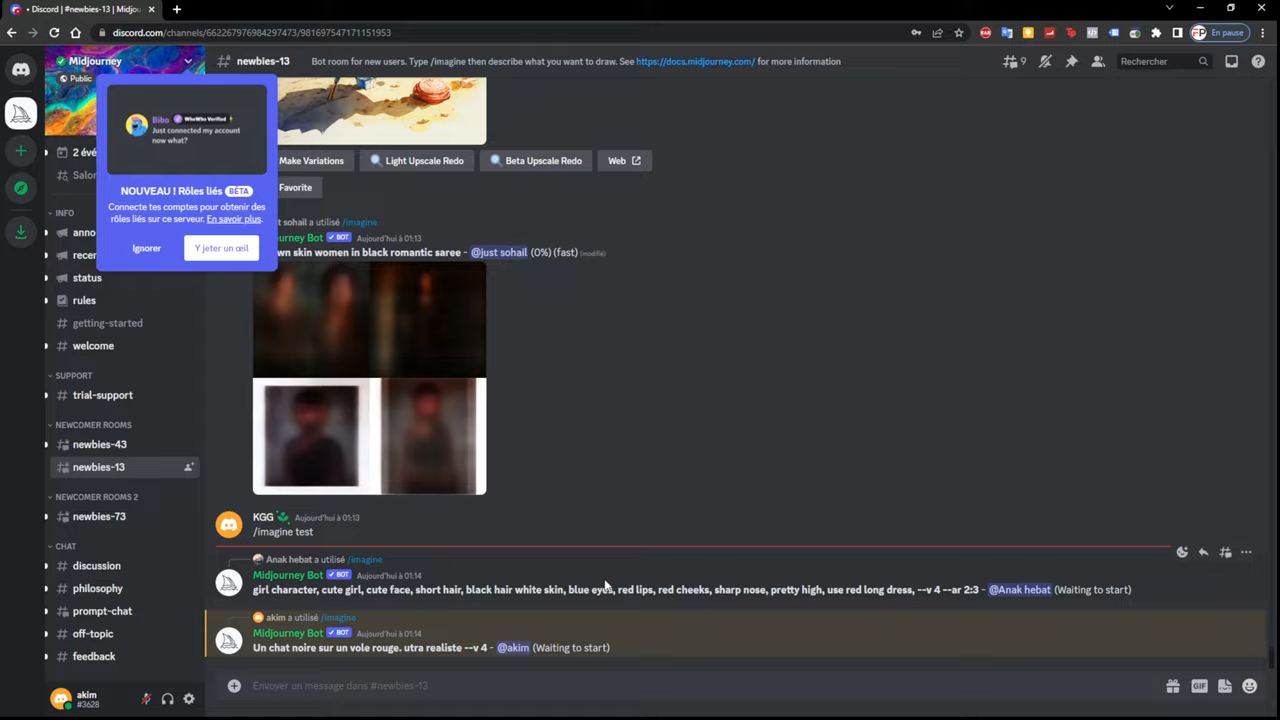 Discord | #newbies-13 | Midjou
discord.com/channels/662267976984297473/981697547171151953
En pause
Midjourney
Public
newbies-13
Bot room for new users. Type /imagine then describe what you want to draw. See https://docs.midjourney.com/ for more information
9
Rechercher
Bibo WhoWho Verified
Just connected my account
now what?
NOUVEAU ! Rôles liés BÊTA
Connecte tes comptes pour obtenir des
rôles liés sur ce serveur. En savoir plus.
Ignorer
Y jeter un œil
2 évé
Salon
INFO
anno
recen
status
rules
getting-started
welcome
SUPPORT
trial-support
NEWCOMER ROOMS
newbies-43
newbies-13
NEWCOMER ROOMS 2
newbies-73
CHAT
discussion
philosophy
prompt-chat
off-topic
feedback
akim
#3628
Make Variations
Light Upscale Redo
Beta Upscale Redo
Web
Favorite
t sohail a utilisé /imagine
urney Bot BOT Aujourd'hui à 01:13
wn skin women in black romantic saree - @just sohail (0%) (fast) (modifié)
KGG Aujourd'hui à 01:13
/imagine test
Anak hebat a utilisé /imagine
Midjourney Bot BOT Aujourd'hui à 01:14
girl character, cute girl, cute face, short hair, black hair white skin, blue eyes, red lips, red cheeks, sharp nose, pretty high, use red long dress, --v 4 --ar 2:3 - @Anak hebat (Waiting to start)
akim a utilisé /imagine
Midjourney Bot BOT Aujourd'hui à 01:14
Un chat noire sur un vole rouge. utra realiste --v 4 - @akim (Waiting to start)
Envoyer un message dans #newbies-13
GIF